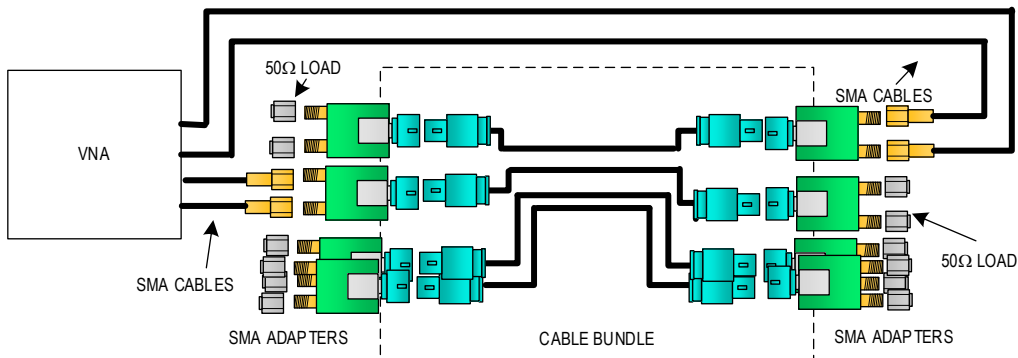 50Ω LOAD
SMA CABLES
VNA
50Ω LOAD
SMA CABLES
SMA ADAPTERS
CABLE BUNDLE
SMA ADAPTERS